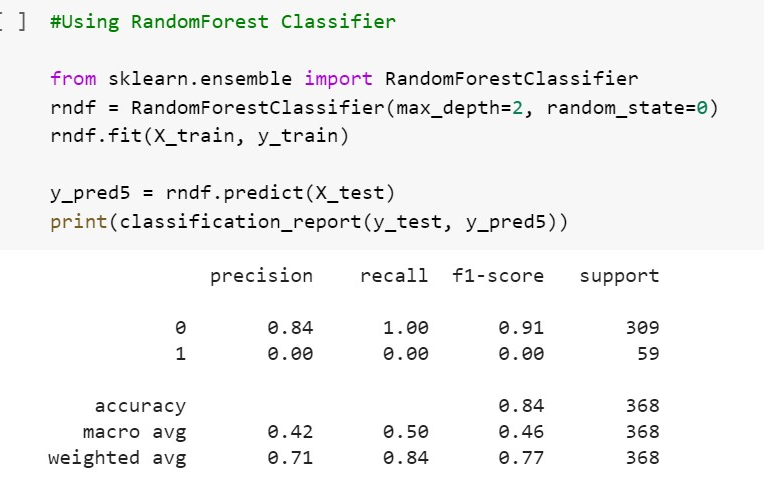 [ ] #Using RandomForest Classifier
from sklearn.ensemble import RandomForestClassifier
rndf = RandomForestClassifier(max_depth=2, random_state=0)
rndf.fit(X_train, y_train)
y_pred5 = rndf.predict(X_test)
print(classification_report(y_test, y_pred5))
precision recall f1-score support
0 0.84 1.00 0.91 309
1 0.00 0.00 0.00 59
accuracy 0.84 368
macro avg 0.42 0.50 0.46 368
weighted avg 0.71 0.84 0.77 368